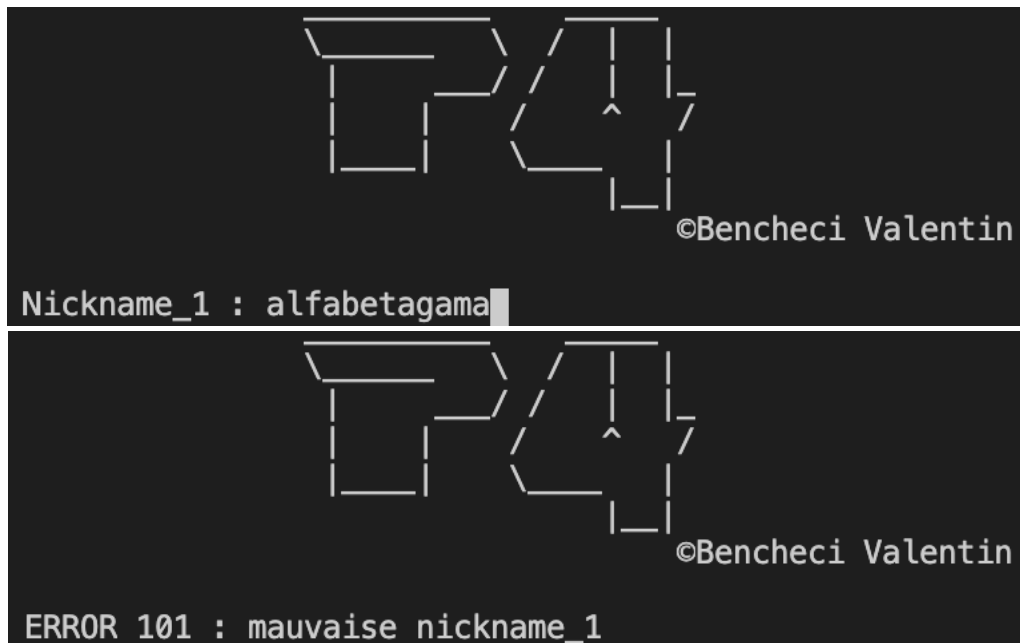 ©Bencheci Valentin
Nickname_1 : alfabetagama
©Bencheci Valentin
ERROR 101 : mauvaise nickname_1